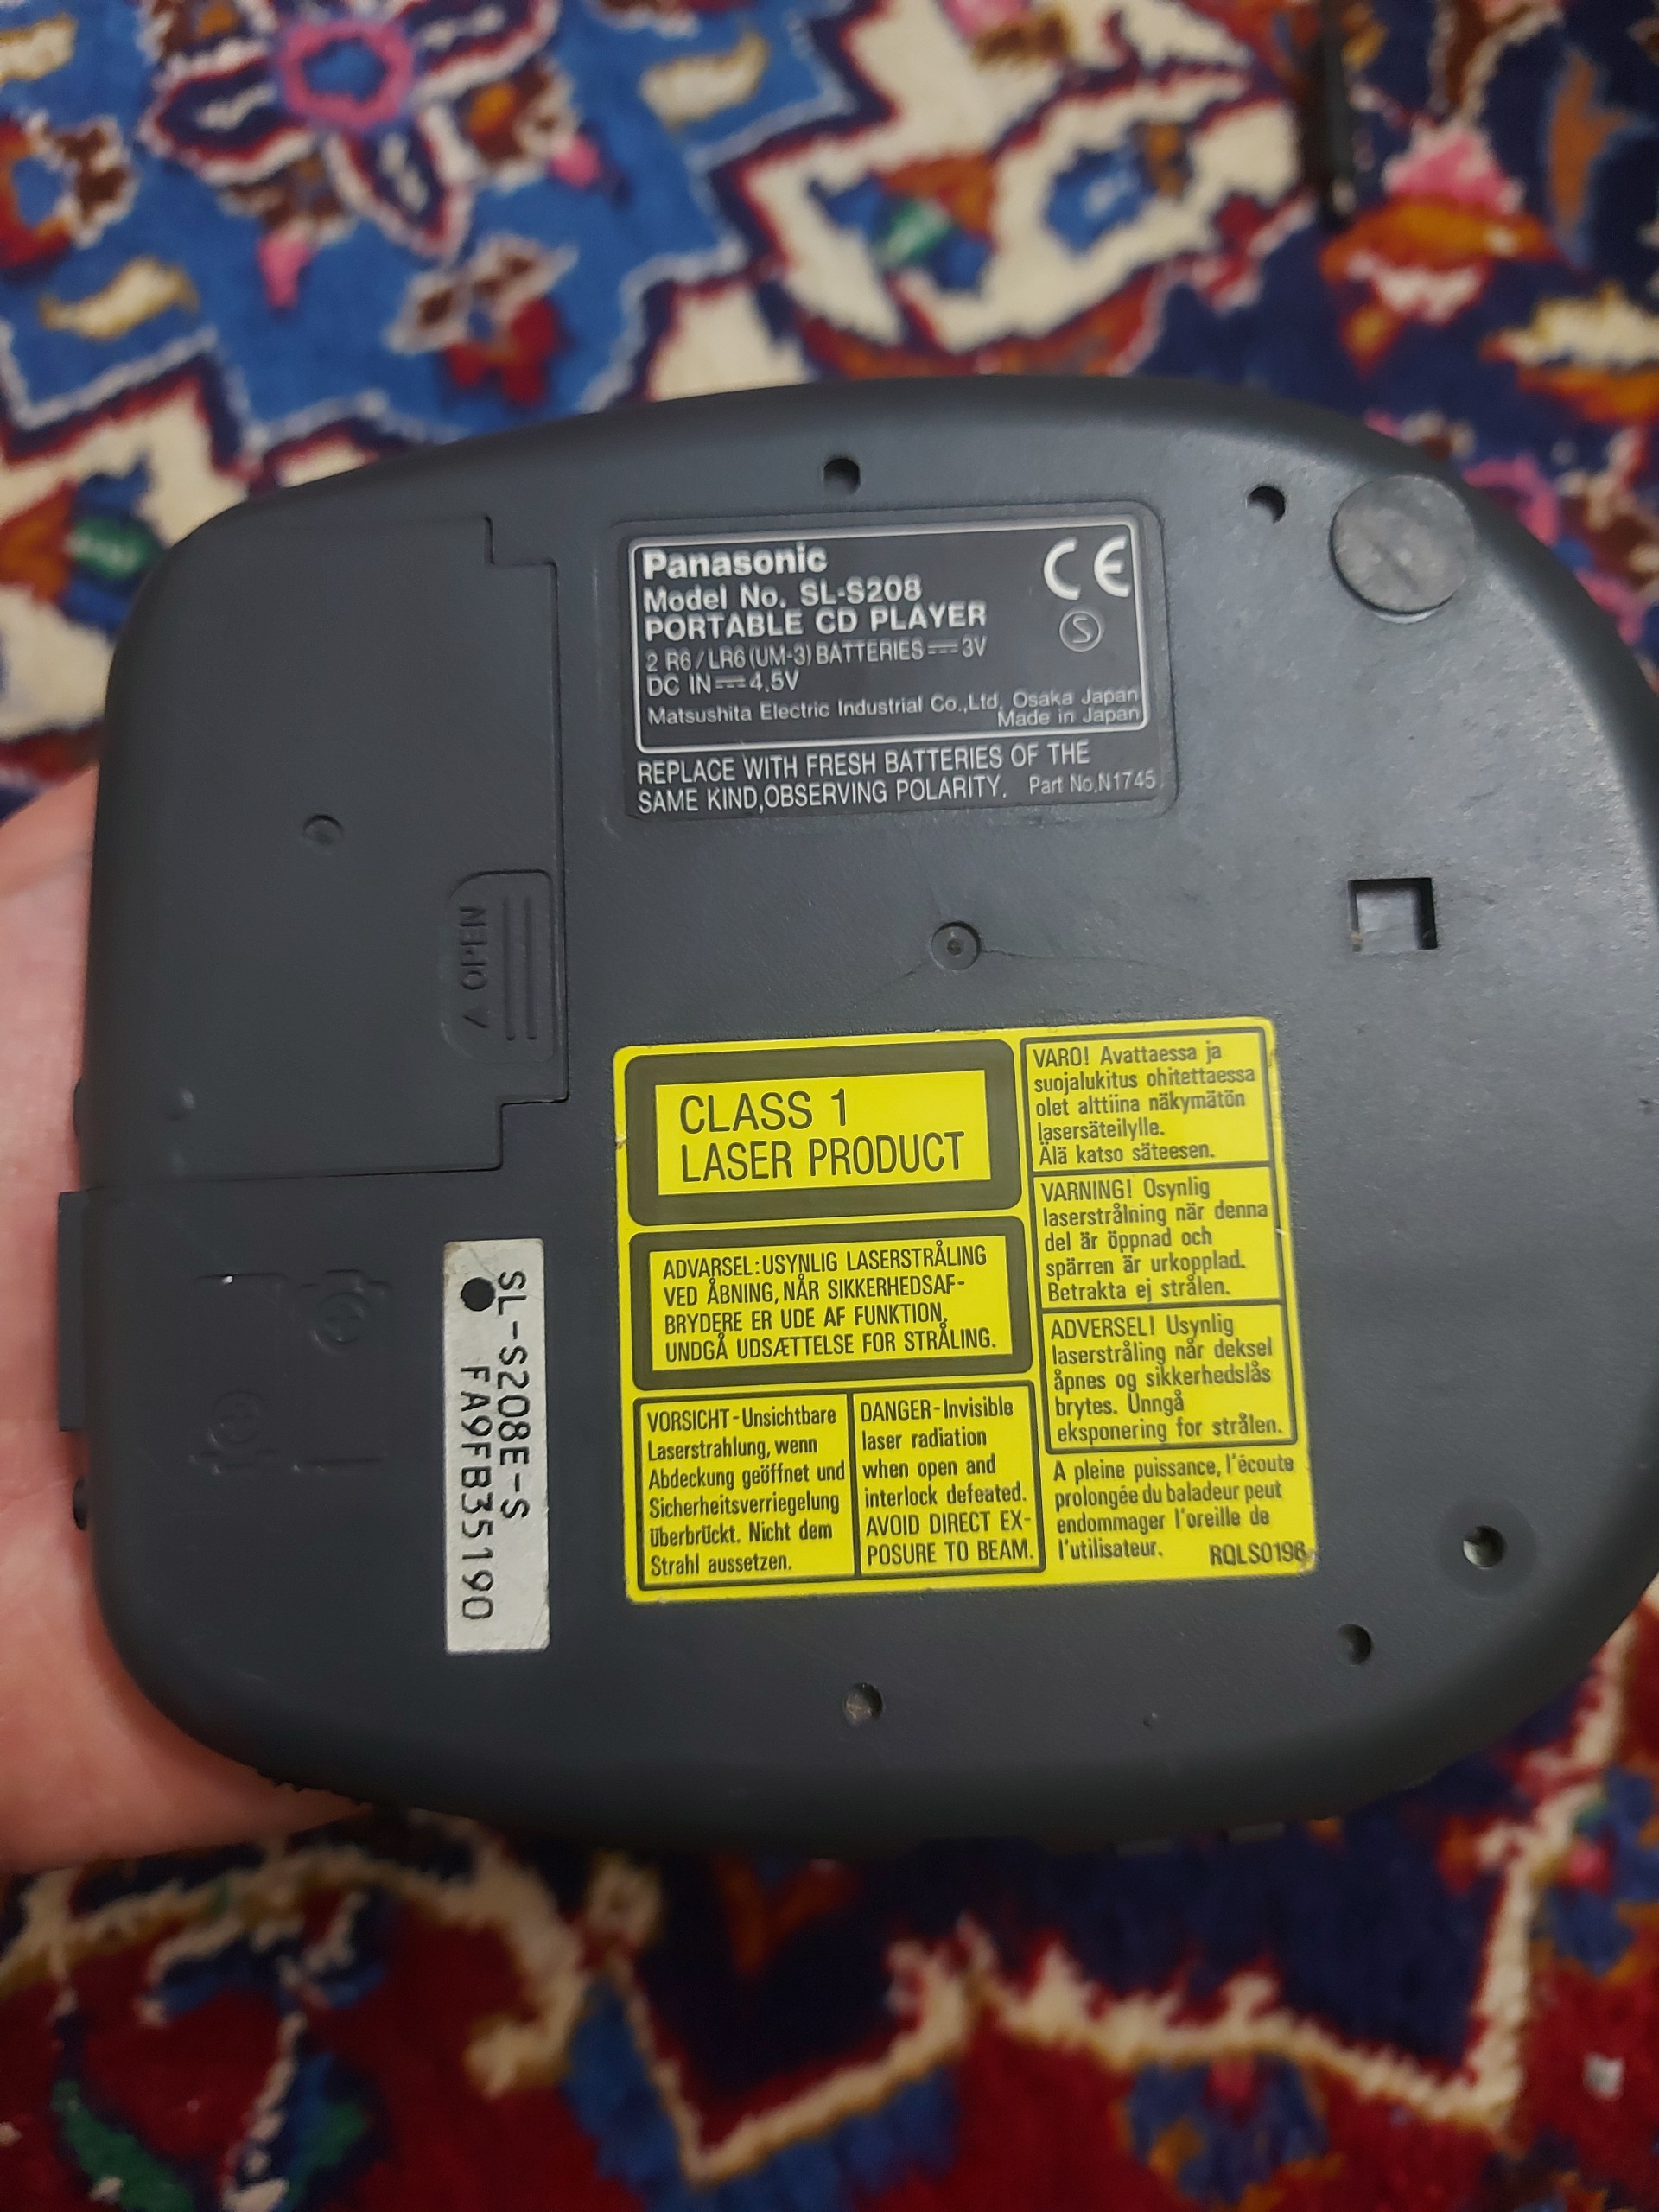 Panasonic
Model No. SL-S208
PORTABLE CD PLAYER
2 R6/LR6(UM-3)BATTERIES⎓3V
DC IN⎓4.5V
Matsushita Electric Industrial Co.,Ltd. Osaka Japan
Made in Japan
CE
S
REPLACE WITH FRESH BATTERIES OF THE
SAME KIND,OBSERVING POLARITY. Part No.N1745
OPEN
CLASS 1
LASER PRODUCT
ADVARSEL:USYNLIG LASERSTRÅLING
VED ÅBNING, NÅR SIKKERHEDSAF-
BRYDERE ER UDE AF FUNKTION.
UNDGÅ UDSÆTTELSE FOR STRÅLING.
VORSICHT-Unsichtbare
Laserstrahlung, wenn
Abdeckung geöffnet und
Sicherheitsverriegelung
überbrückt. Nicht dem
Strahl aussetzen.
DANGER-Invisible
laser radiation
when open and
interlock defeated.
AVOID DIRECT EX-
POSURE TO BEAM.
VARO! Avattaessa ja
suojalukitus ohitettaessa
olet alttiina näkymätön
lasersäteilylle.
Älä katso säteesen.
VARNING! Osynlig
laserstrålning när denna
del är öppnad och
spärren är urkopplad.
Betrakta ej strålen.
ADVERSEL! Usynlig
laserstråling når deksel
åpnes og sikkerhedslås
brytes. Unngå
eksponering for strålen.
A pleine puissance, l'écoute
prolongée du baladeur peut
endommager l'oreille de
l'utilisateur. RQLS0196
SL-S208E-S
FA9FB35190